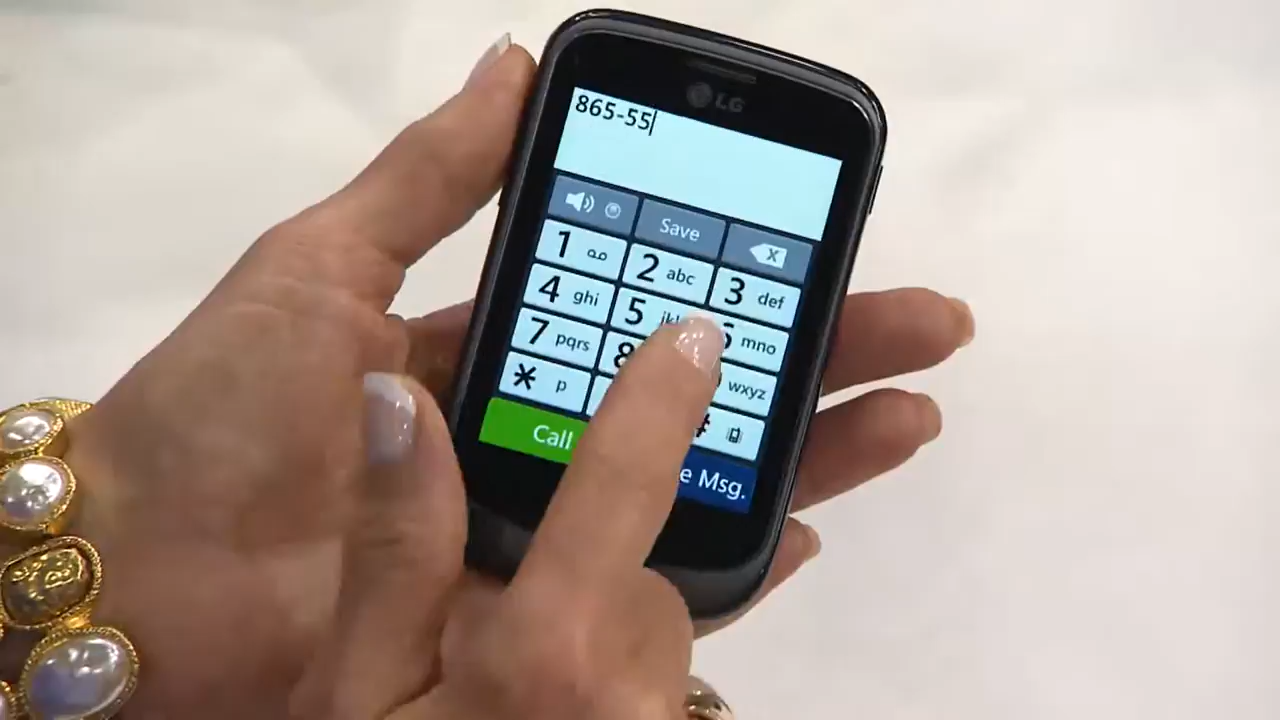 LG
865-55
Save
1 2 abc 3 def
4 ghi 5 jkl 6 mno
7 pqrs 8 wxyz
* p #
Call e Msg.